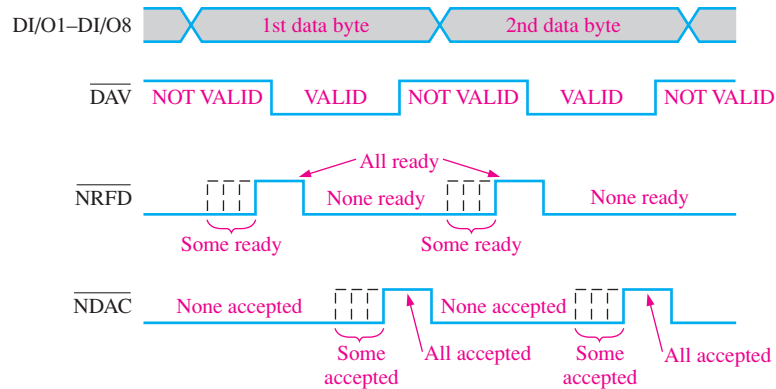 DI/O1–DI/O8 1st data byte 2nd data byte
DAV NOT VALID VALID NOT VALID VALID NOT VALID
All ready
NRFD None ready None ready
Some ready Some ready
NDAC None accepted None accepted
Some accepted All accepted Some accepted All accepted